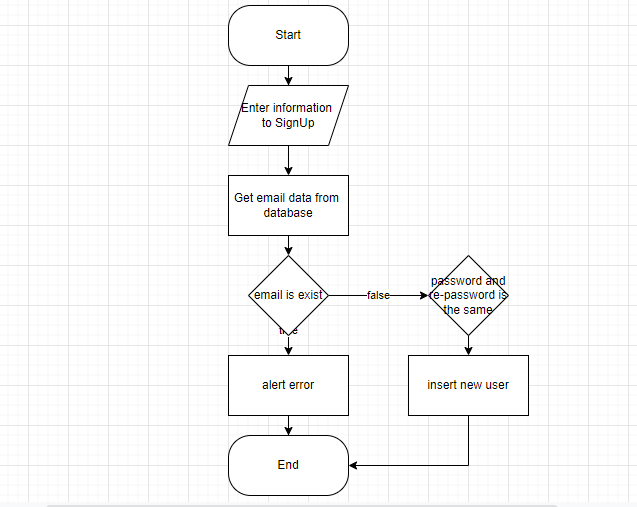 Start
Enter information
to SignUp
Get email data from
database
email is exist
false
password and
re-password is
the same
true
alert error
insert new user
End